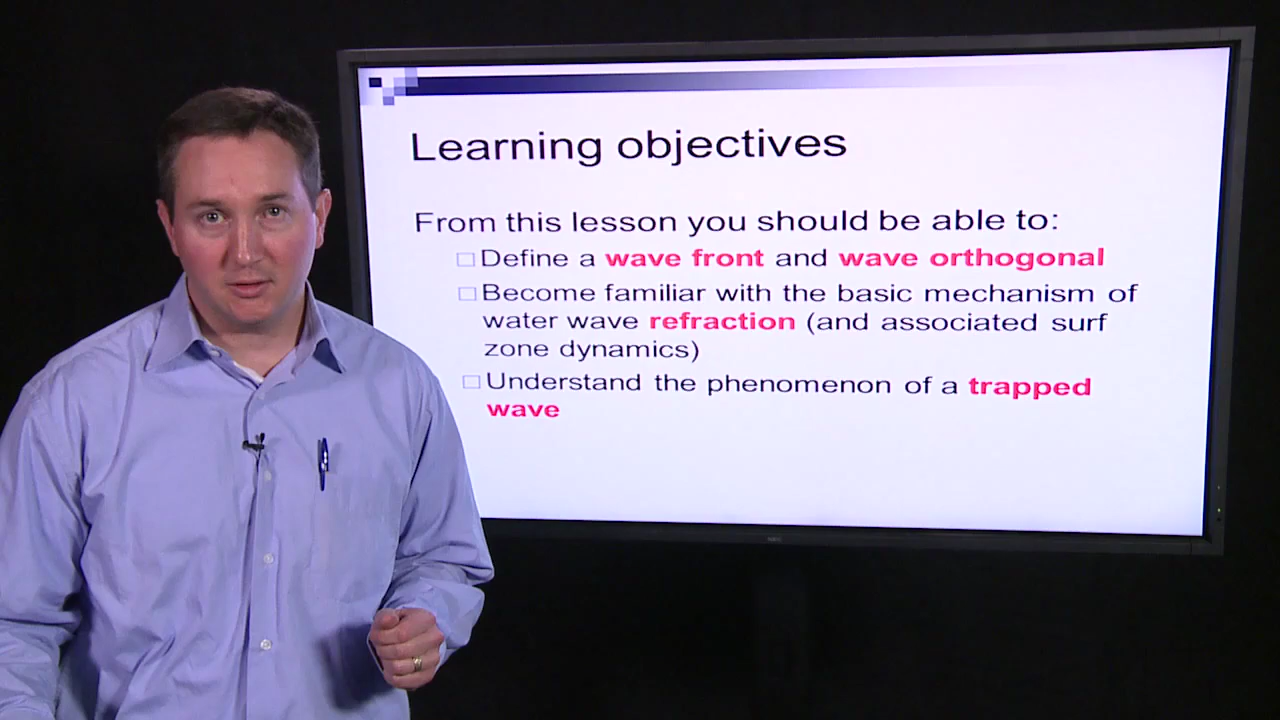 Learning objectives
From this lesson you should be able to:
Define a wave front and wave orthogonal
Become familiar with the basic mechanism of
water wave refraction (and associated surf
zone dynamics)
Understand the phenomenon of a trapped
wave
NEC